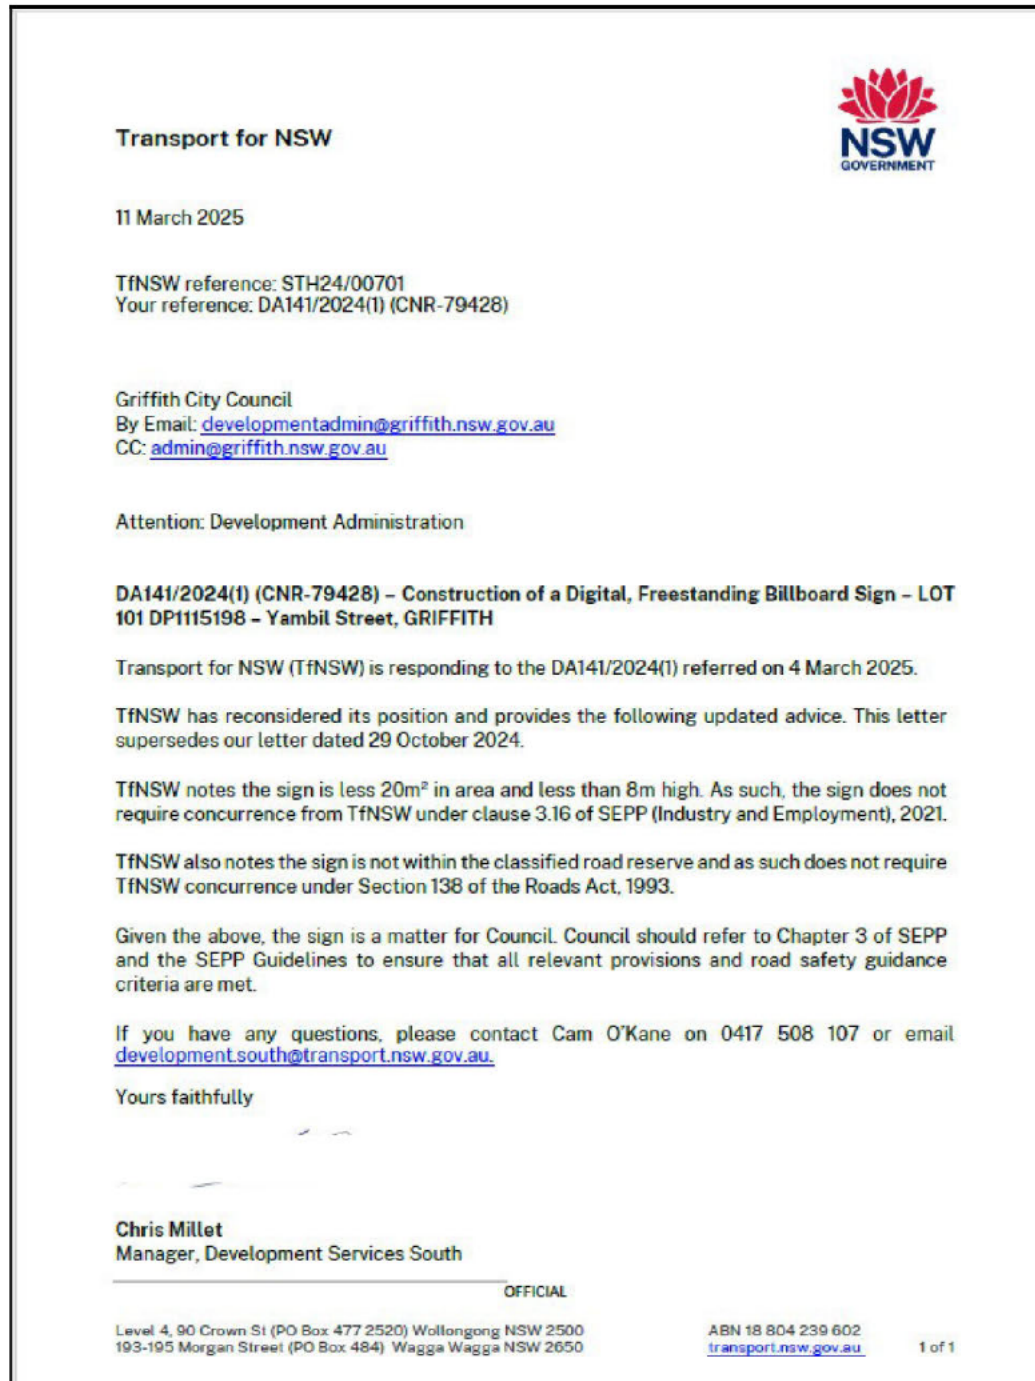 Transport for NSW
NSW
GOVERNMENT
11 March 2025
TfNSW reference: STH24/00701
Your reference: DA141/2024(1) (CNR-79428)
Griffith City Council
By Email: developmentadmin@griffith.nsw.gov.au
CC: admin@griffith.nsw.gov.au
Attention: Development Administration
DA141/2024(1) (CNR-79428) – Construction of a Digital, Freestanding Billboard Sign – LOT
101 DP1115198 – Yambil Street, GRIFFITH
Transport for NSW (TfNSW) is responding to the DA141/2024(1) referred on 4 March 2025.
TfNSW has reconsidered its position and provides the following updated advice. This letter
supersedes our letter dated 29 October 2024.
TfNSW notes the sign is less 20m² in area and less than 8m high. As such, the sign does not
require concurrence from TfNSW under clause 3.16 of SEPP (Industry and Employment), 2021.
TfNSW also notes the sign is not within the classified road reserve and as such does not require
TfNSW concurrence under Section 138 of the Roads Act, 1993.
Given the above, the sign is a matter for Council. Council should refer to Chapter 3 of SEPP
and the SEPP Guidelines to ensure that all relevant provisions and road safety guidance
criteria are met.
If you have any questions, please contact Cam O'Kane on 0417 508 107 or email
development.south@transport.nsw.gov.au.
Yours faithfully
Chris Millet
Manager, Development Services South
OFFICIAL
Level 4, 90 Crown St (PO Box 477 2520) Wollongong NSW 2500
193-195 Morgan Street (PO Box 484) Wagga Wagga NSW 2650
ABN 18 804 239 602
transport.nsw.gov.au
1 of 1